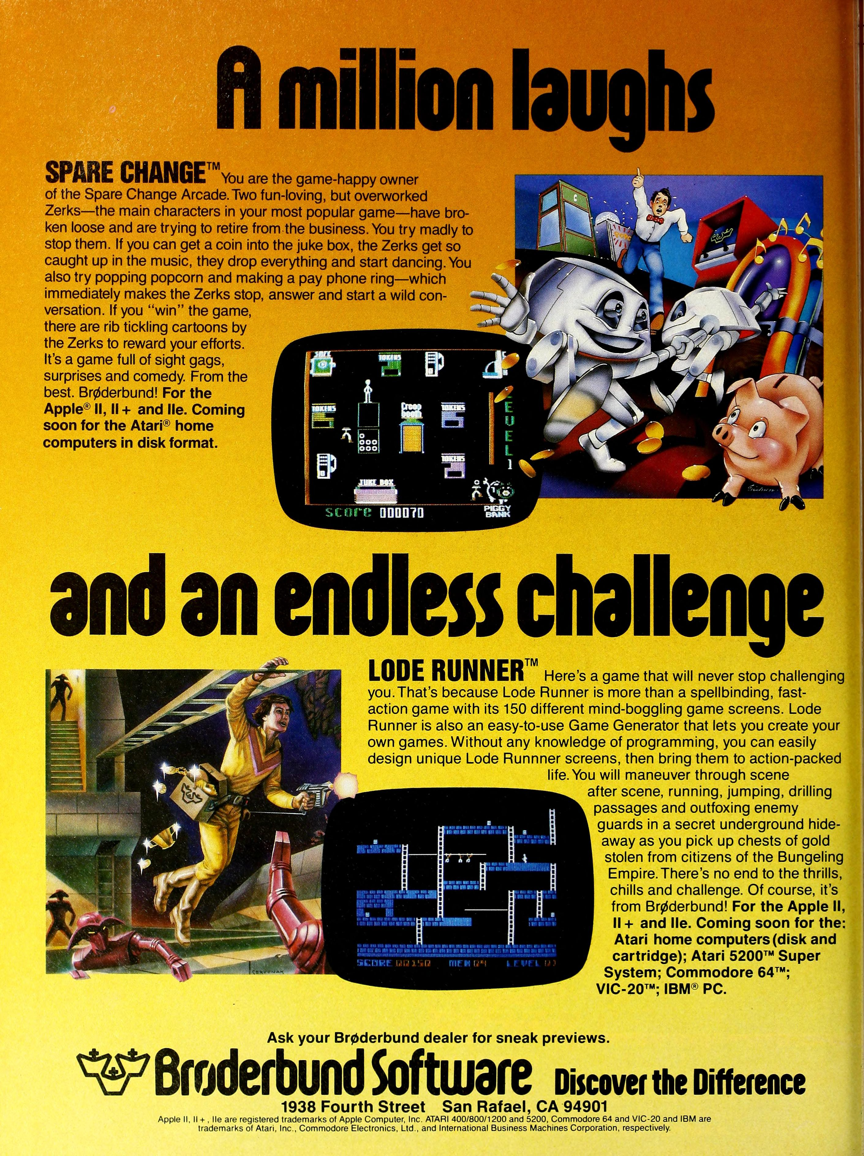 A million laughs
SPARE CHANGE™ You are the game-happy owner
of the Spare Change Arcade. Two fun-loving, but overworked
Zerks—the main characters in your most popular game—have bro-
ken loose and are trying to retire from the business. You try madly to
stop them. If you can get a coin into the juke box, the Zerks get so
caught up in the music, they drop everything and start dancing. You
also try popping popcorn and making a pay phone ring—which
immediately makes the Zerks stop, answer and start a wild con-
versation. If you "win" the game,
there are rib tickling cartoons by
the Zerks to reward your efforts.
It's a game full of sight gags,
surprises and comedy. From the
best. Brøderbund! For the
Apple® II, II+ and IIe. Coming
soon for the Atari® home
computers in disk format.
TOKENS
TOKENS
TOKENS
TOKENS
JUKE BOX
LEVEL 1
SCORE 000070
PIGGY
BANK
and an endless challenge
LODE RUNNER™ Here's a game that will never stop challenging
you. That's because Lode Runner is more than a spellbinding, fast-
action game with its 150 different mind-boggling game screens. Lode
Runner is also an easy-to-use Game Generator that lets you create your
own games. Without any knowledge of programming, you can easily
design unique Lode Runnner screens, then bring them to action-packed
life. You will maneuver through scene
after scene, running, jumping, drilling
passages and outfoxing enemy
guards in a secret underground hide-
away as you pick up chests of gold
stolen from citizens of the Bungeling
Empire. There's no end to the thrills,
chills and challenge. Of course, it's
from Brøderbund! For the Apple II,
II+ and IIe. Coming soon for the:
Atari home computers (disk and
cartridge); Atari 5200™ Super
System; Commodore 64™;
VIC-20™; IBM® PC.
SCORE MEN LEVEL
Ask your Brøderbund dealer for sneak previews.
Brøderbund Software Discover the Difference
1938 Fourth Street San Rafael, CA 94901
Apple II, II+, IIe are registered trademarks of Apple Computer, Inc. ATARI 400/800/1200 and 5200, Commodore 64 and VIC-20 and IBM are
trademarks of Atari, Inc., Commodore Electronics, Ltd., and International Business Machines Corporation, respectively.